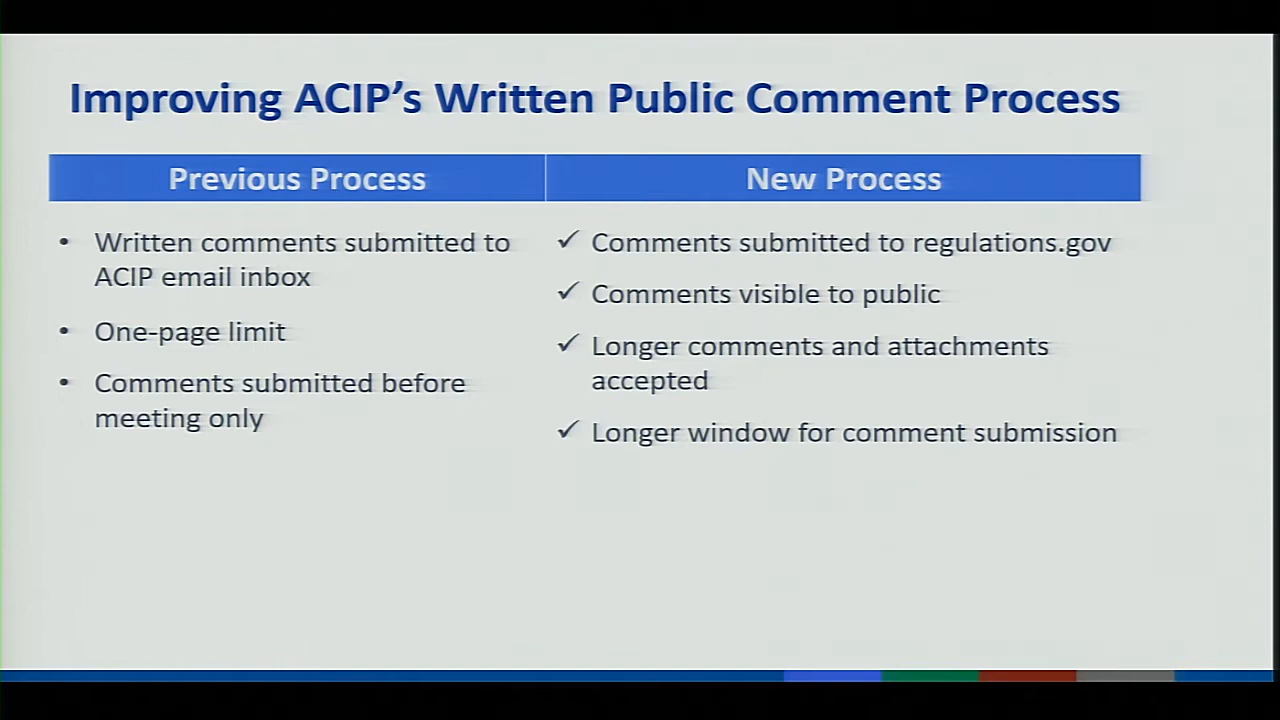 Improving ACIP’s Written Public Comment Process
Previous Process
New Process
• Written comments submitted to
ACIP email inbox
• One-page limit
• Comments submitted before
meeting only
✓ Comments submitted to regulations.gov
✓ Comments visible to public
✓ Longer comments and attachments
accepted
✓ Longer window for comment submission